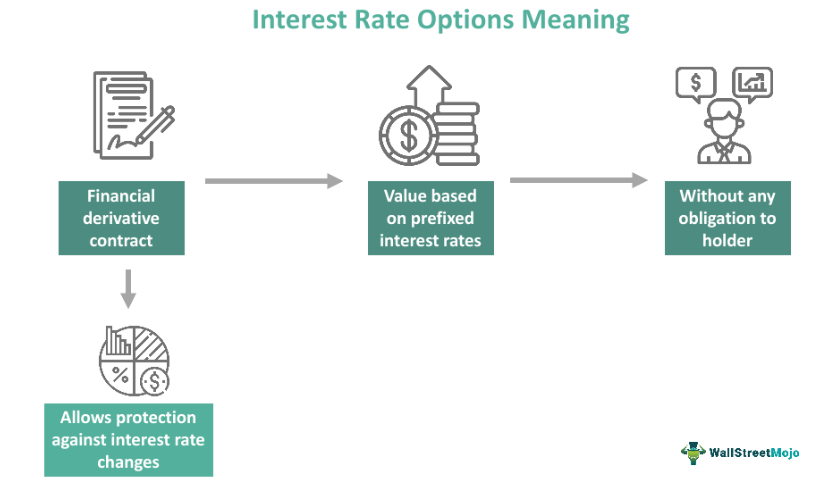 Interest Rate Options Meaning
$
$
$
Financial
derivative
contract
Value based
on prefixed
interest rates
Without any
obligation to
holder
%
$
Allows protection
against interest rate
changes
WallStreetMojo